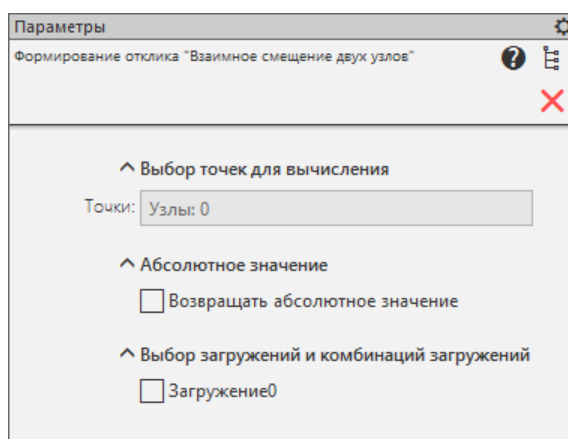 Параметры
Формирование отклика "Взаимное смещение двух узлов"
Выбор точек для вычисления
Точки: Узлы: 0
Абсолютное значение
Возвращать абсолютное значение
Выбор загружений и комбинаций загружений
Загружение0